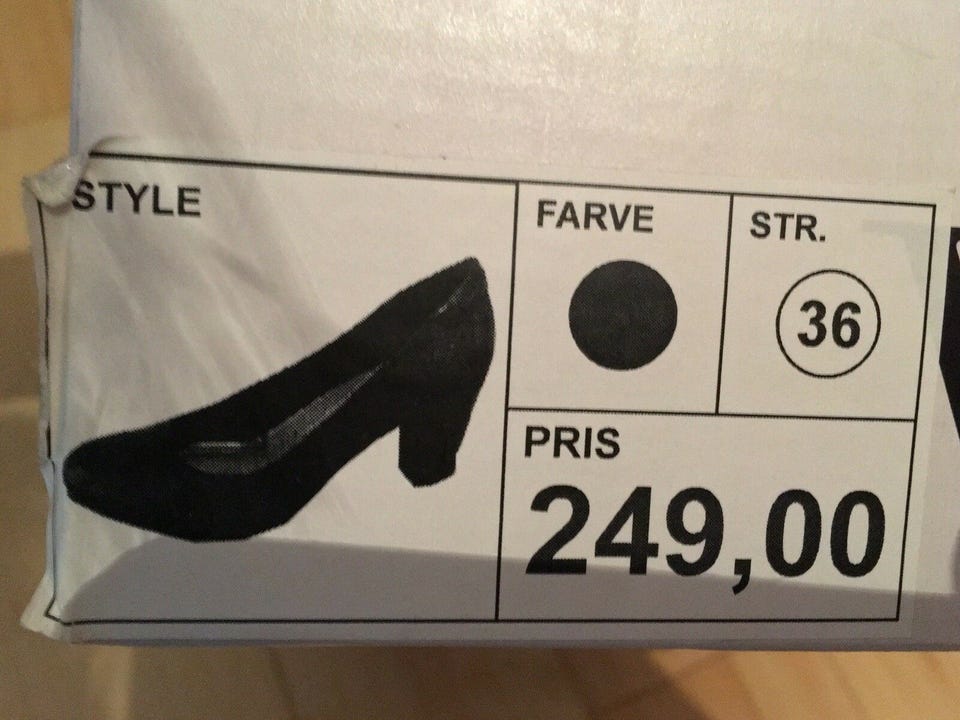 STYLE
FARVE
STR.
36
PRIS
249,00